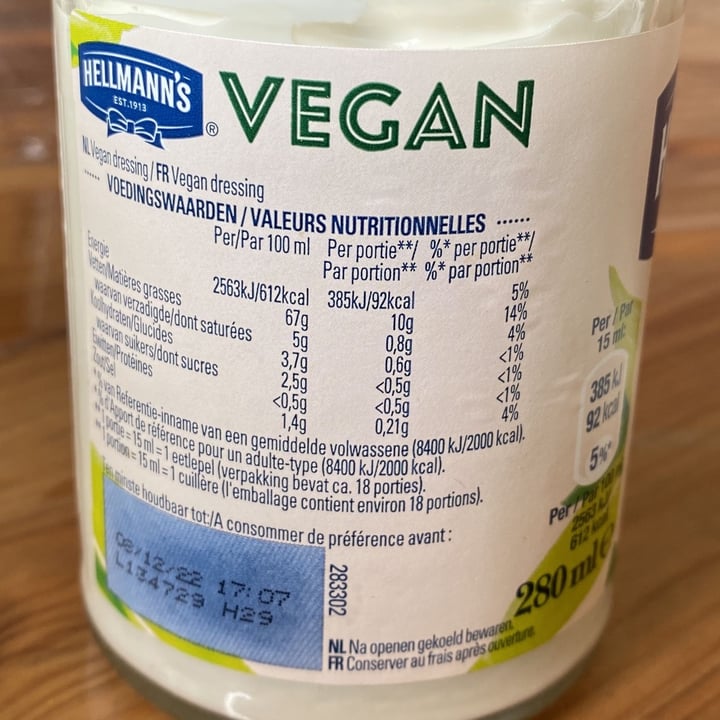 HELLMANN'S
EST.1913
®
VEGAN
NL Vegan dressing / FR Vegan dressing
VOEDINGSWAARDEN / VALEURS NUTRITIONNELLES
Per/Par 100 ml Per portie**/ %* per portie**/
Par portion** %* par portion**
Energie 2563kJ/612kcal 385kJ/92kcal 5%
Vetten/Matières grasses 67g 10g 14%
waarvan verzadigde/dont saturées 5g 0,8g 4%
Koolhydraten/Glucides 3,7g 0,6g <1%
waarvan suikers/dont sucres 2,5g <0,5g <1%
Eiwitten/Protéines <0,5g <0,5g <1%
Zout/Sel 1,4g 0,21g 4%
van Referentie-inname van een gemiddelde volwassene (8400 kJ/2000 kcal).
d'Apport de référence pour un adulte-type (8400 kJ/2000 kcal).
portie = 15 ml = 1 eetlepel (verpakking bevat ca. 18 porties).
portion = 15 ml = 1 cuillère (l'emballage contient environ 18 portions).
Ten minste houdbaar tot:/A consommer de préférence avant :
08/12/22 17:07
L134729 H29
283302
NL Na openen gekoeld bewaren.
FR Conserver au frais après ouverture.
Per / Par
15 ml:
385 kJ
92 kcal
5%*
Per / Par 100 ml
2563 kJ
612 kcal
280 ml e